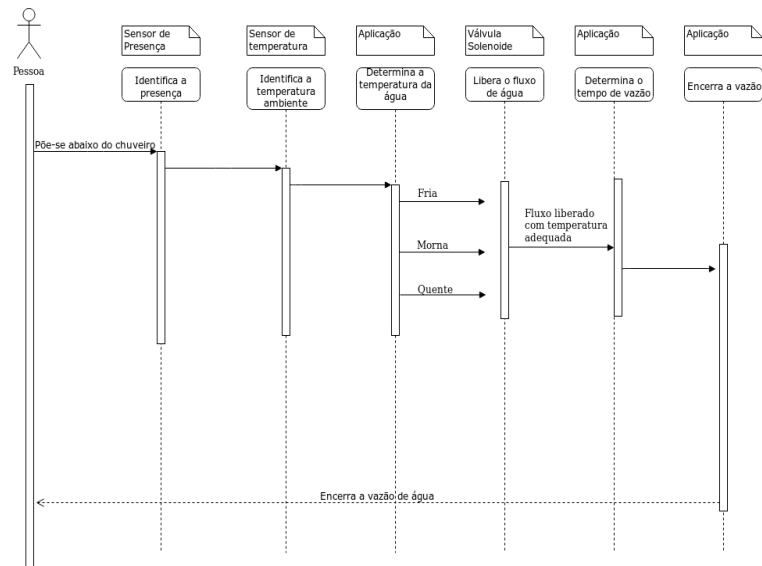 Sensor de
Presença
Sensor de
temperatura
Aplicação
Válvula
Solenoide
Aplicação
Aplicação
Pessoa
Identifica a
presença
Identifica a
temperatura
ambiente
Determina a
temperatura da
água
Libera o fluxo
de água
Determina o
tempo de vazão
Encerra a vazão
Põe-se abaixo do chuveiro
Fria
Fluxo liberado
com temperatura
adequada
Morna
Quente
Encerra a vazão de água